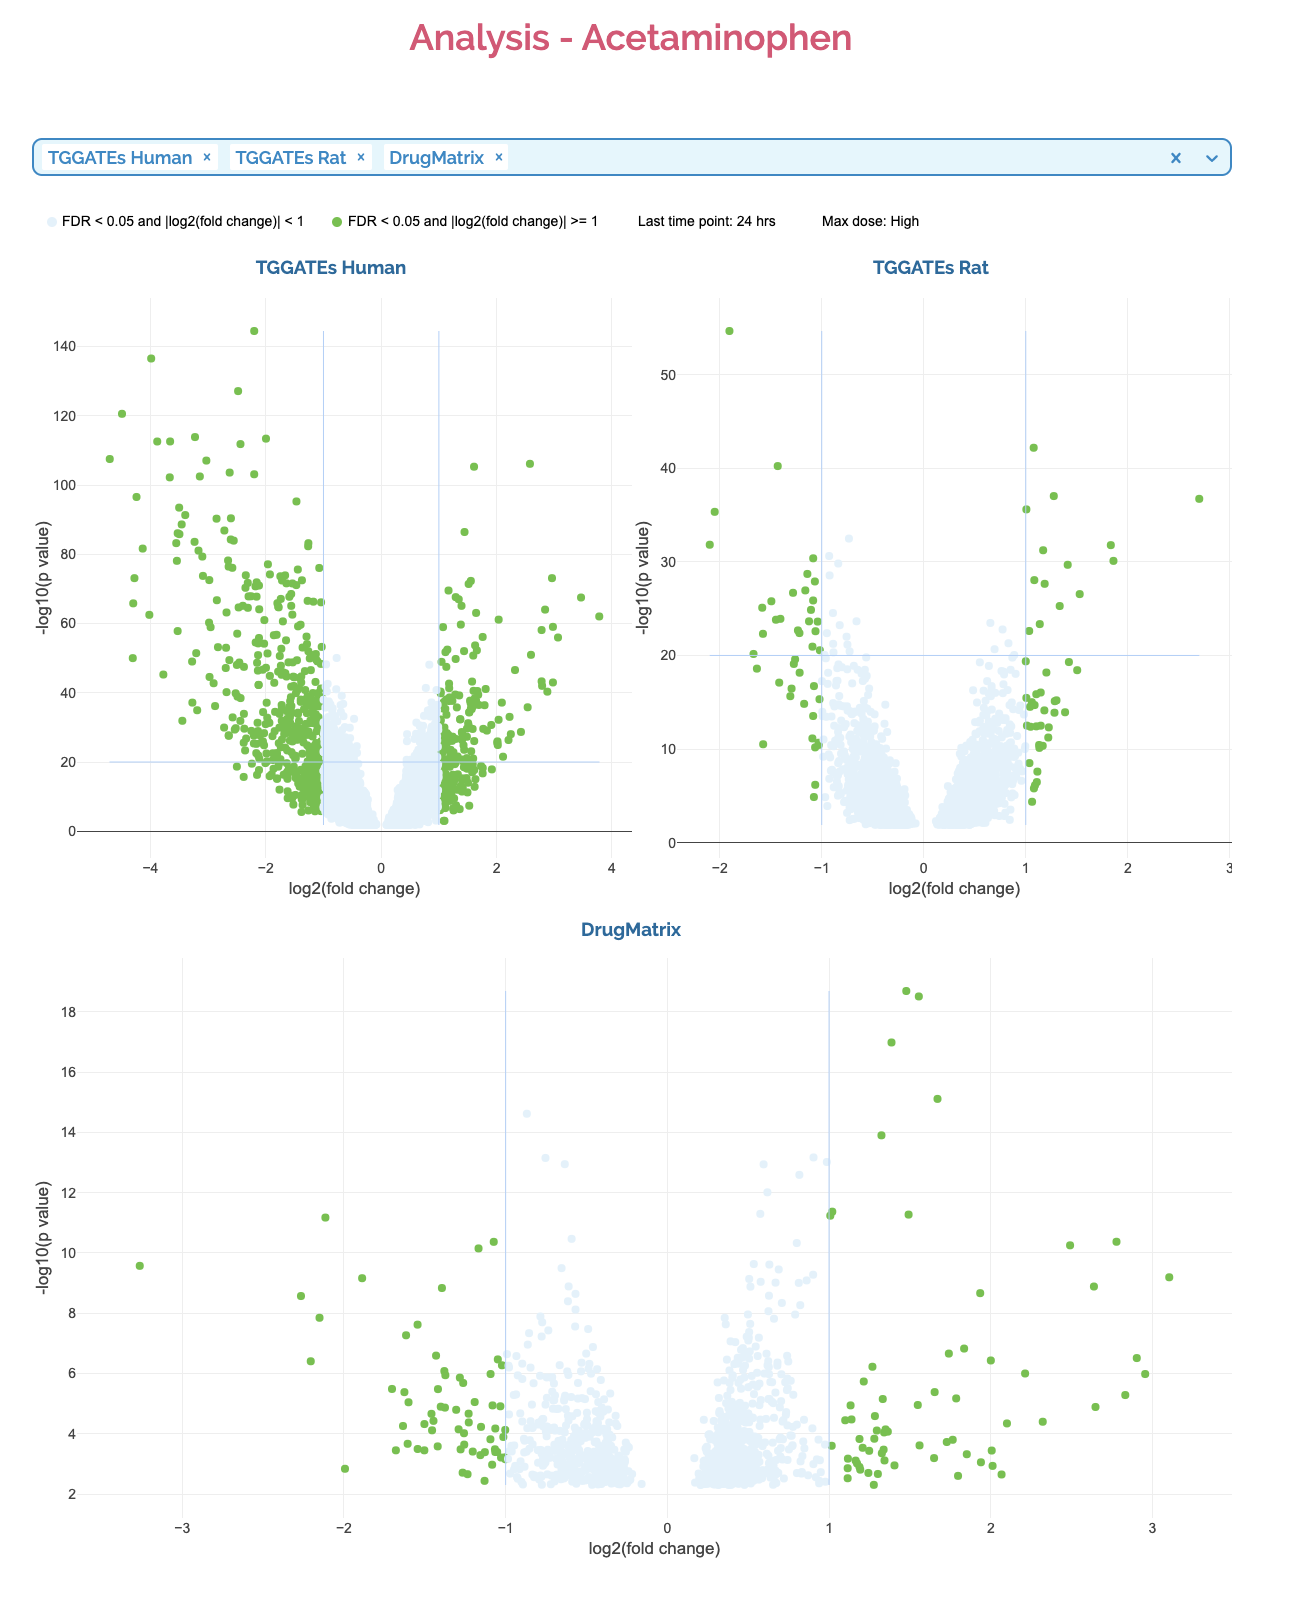 Analysis - Acetaminophen
TGGATEs Human × TGGATEs Rat × DrugMatrix ×
FDR < 0.05 and |log2(fold change)| < 1 FDR < 0.05 and |log2(fold change)| >= 1 Last time point: 24 hrs Max dose: High
TGGATEs Human
140
120
100
80
60
40
20
0
-log10(p value)
−4 −2 0 2 4
log2(fold change)
TGGATEs Rat
50
40
30
20
10
0
-log10(p value)
−2 −1 0 1 2 3
log2(fold change)
DrugMatrix
18
16
14
12
10
8
6
4
2
-log10(p value)
−3 −2 −1 0 1 2 3
log2(fold change)